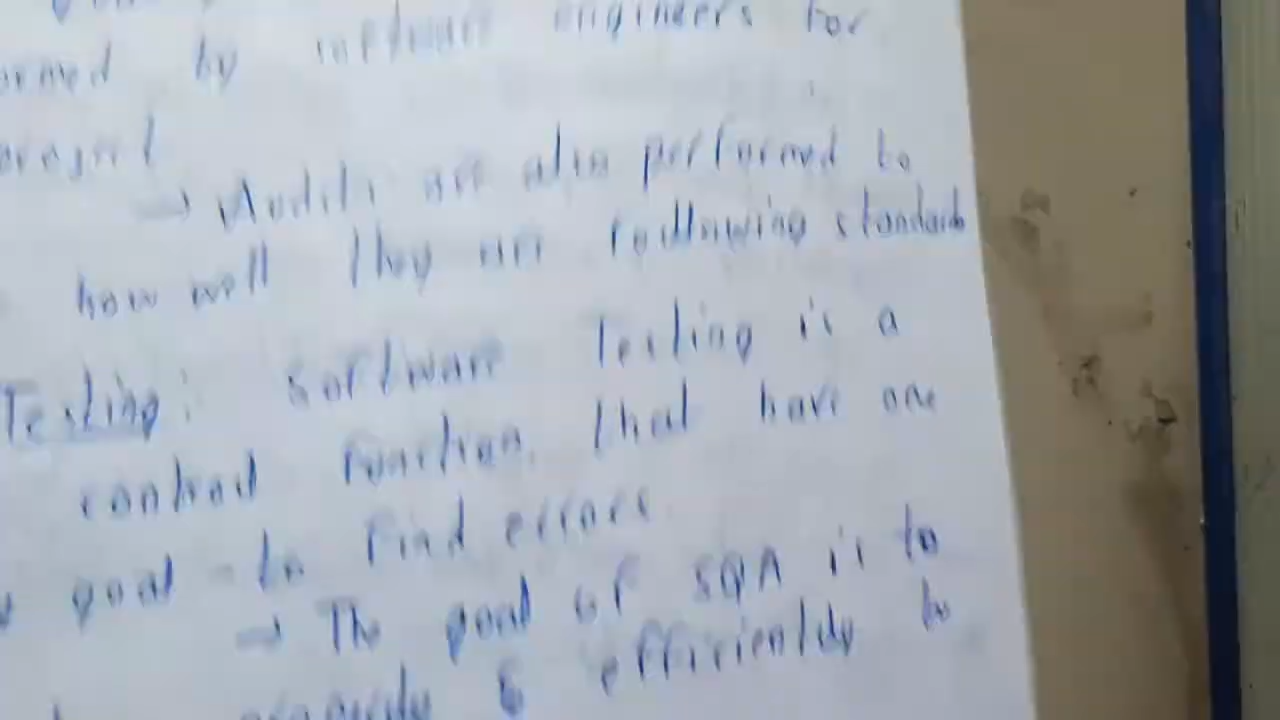 by software engineers for
→ Audits are also performed to
how well they are following standards
Testing: software Testing is a
control function, that have one
goal - to find errors
→ The goal of SQA is to
& efficiently to